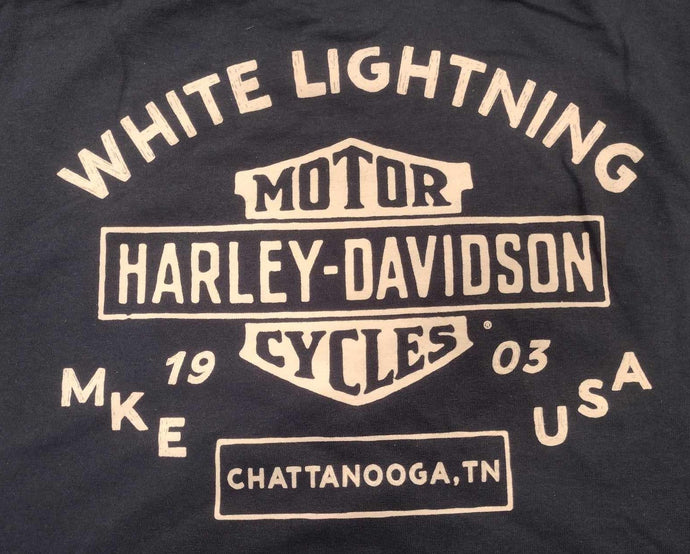 WHITE LIGHTNING
MOTOR
HARLEY-DAVIDSON
CYCLES ®
19 03
MKE USA
CHATTANOOGA, TN